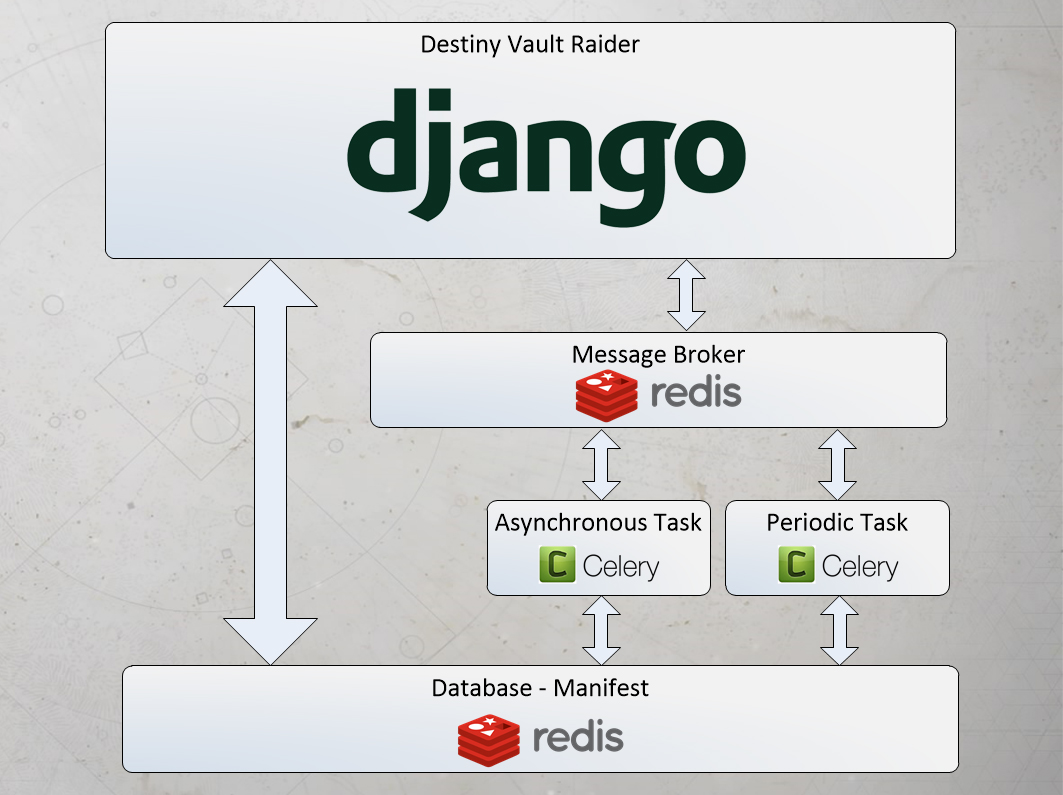 Destiny Vault Raider
django
Message Broker
redis
Asynchronous Task
C Celery
Periodic Task
C Celery
Database - Manifest
redis